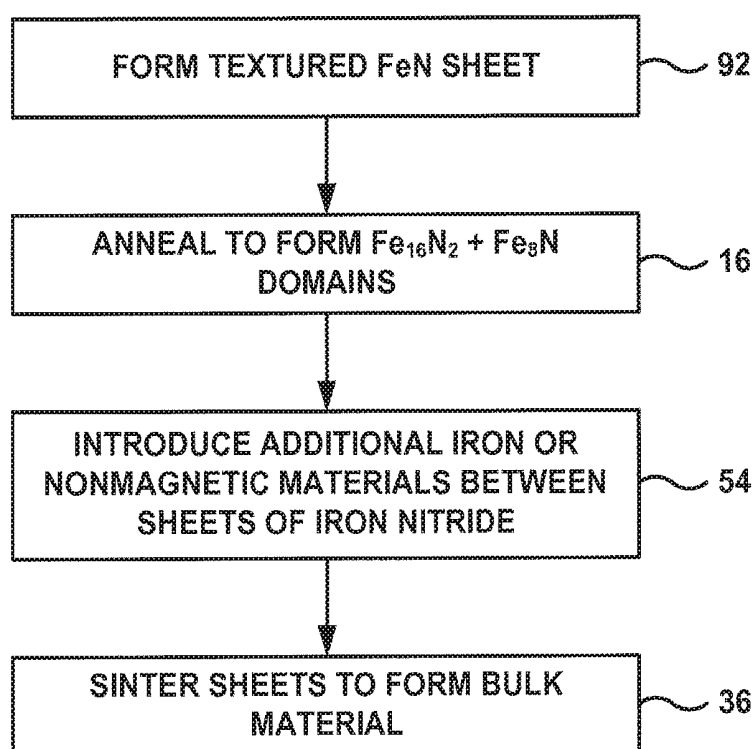 FORM TEXTURED FeN SHEET
92
ANNEAL TO FORM Fe₁₆N₂ + Fe₈N
DOMAINS
16
INTRODUCE ADDITIONAL IRON OR
NONMAGNETIC MATERIALS BETWEEN
SHEETS OF IRON NITRIDE
54
SINTER SHEETS TO FORM BULK
MATERIAL
36